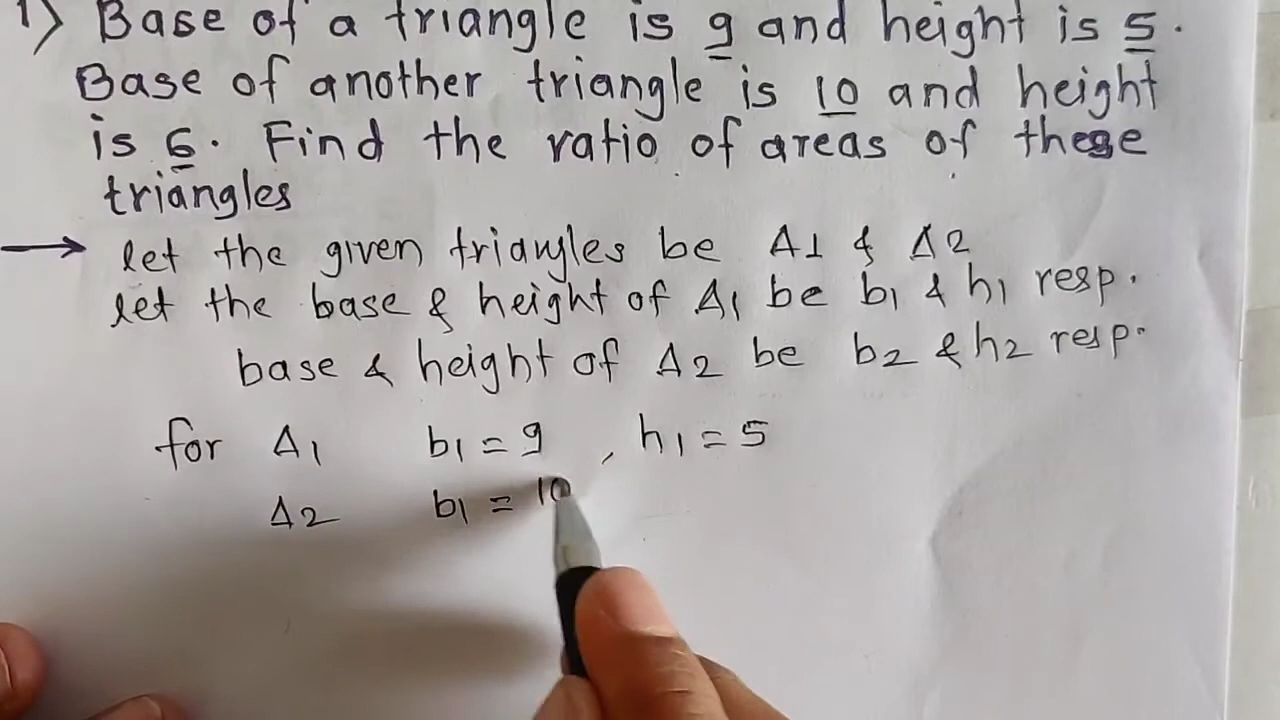 1) Base of a triangle is 9 and height is 5.
Base of another triangle is 10 and height
is 6. Find the ratio of areas of these
triangles
→ let the given triangles be Δ1 & Δ2
let the base & height of Δ1 be b1 & h1 resp.
base & height of Δ2 be b2 & h2 resp.
for Δ1 b1 = 9 , h1 = 5
Δ2 b1 = 10